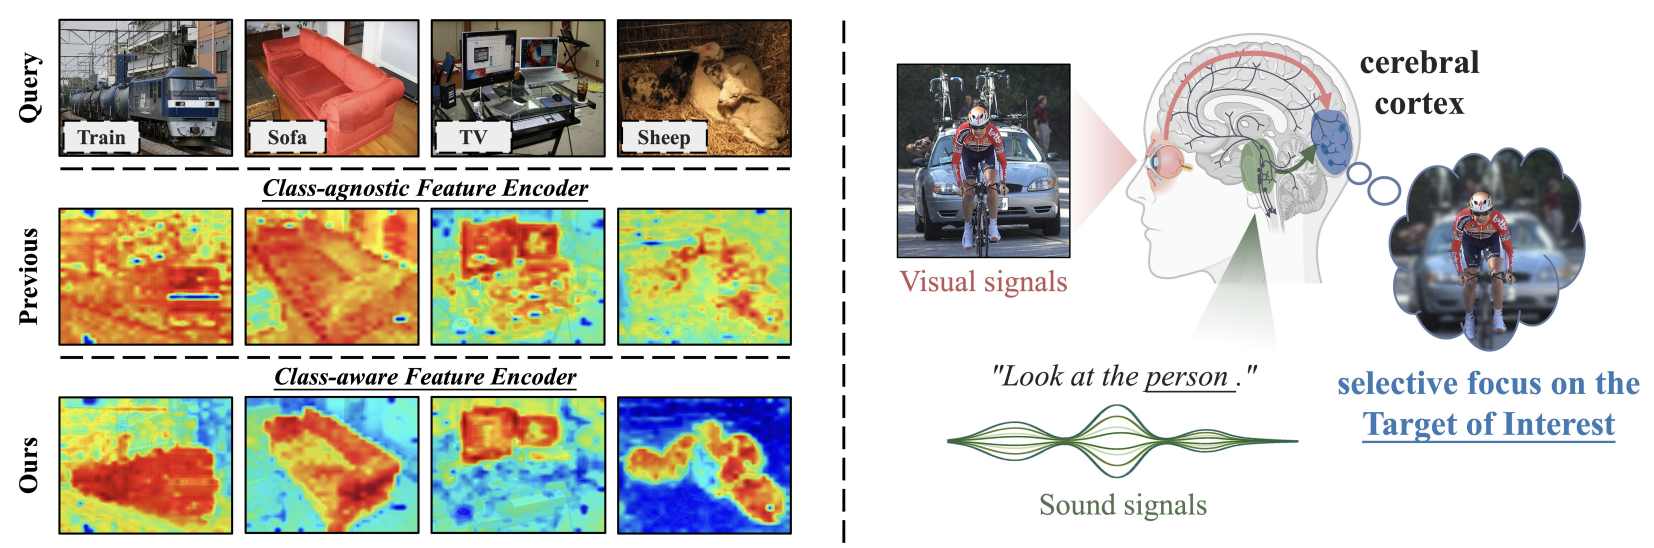 Query
Train
Sofa
TV
Sheep
Class-agnostic Feature Encoder
Previous
Class-aware Feature Encoder
Ours
Visual signals
cerebral
cortex
"Look at the person ."
Sound signals
selective focus on the
Target of Interest